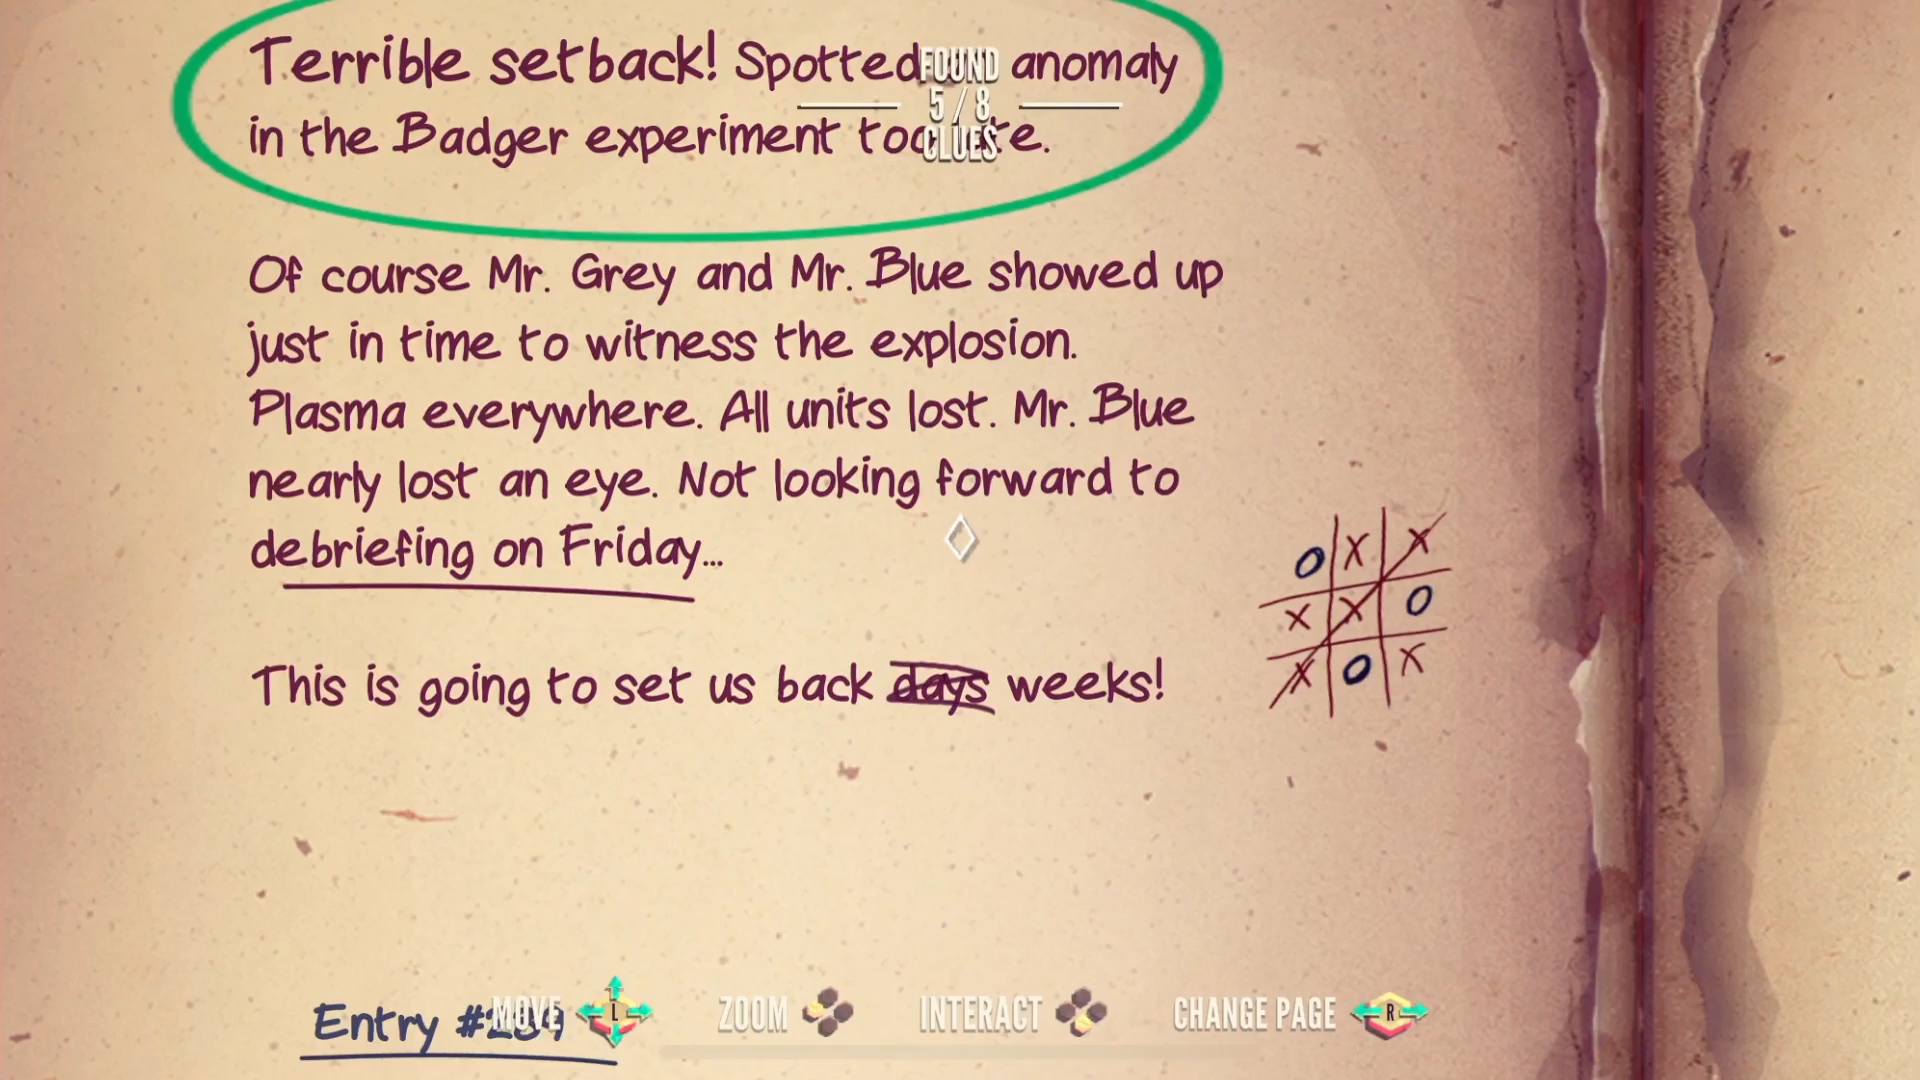 Terrible setback! Spotted anomaly
in the Badger experiment too late.
FOUND
5 / 8
CLUES
Of course Mr. Grey and Mr. Blue showed up
just in time to witness the explosion.
Plasma everywhere. All units lost. Mr. Blue
nearly lost an eye. Not looking forward to
debriefing on Friday...
O X X
X X O
X O X
This is going to set us back days weeks!
Entry
MOVE L ZOOM INTERACT CHANGE PAGE R